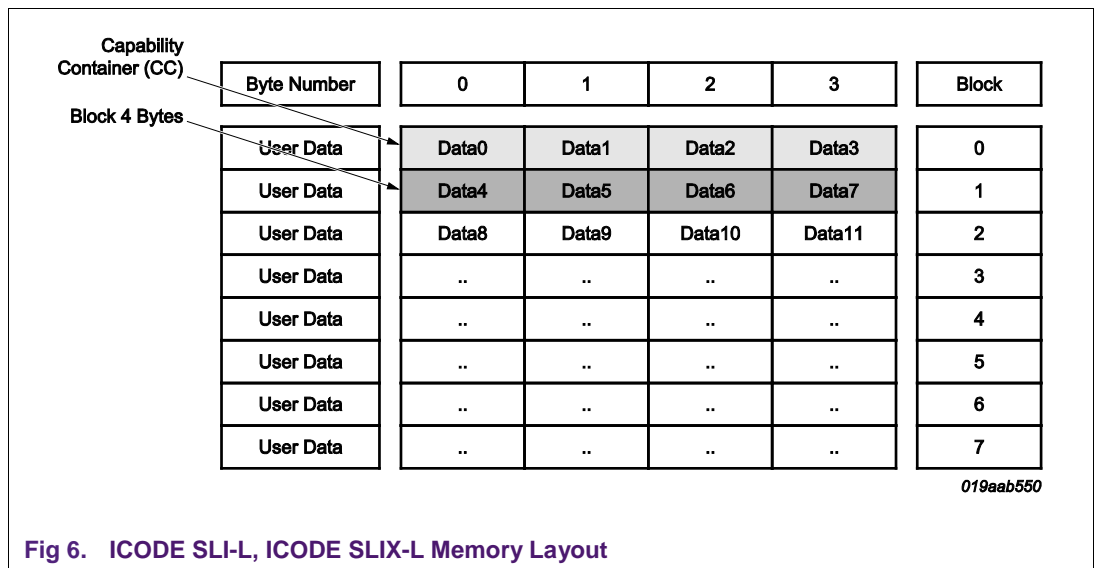 Capability
Container (CC)
Block 4 Bytes
Byte Number 0 1 2 3 Block
User Data Data0 Data1 Data2 Data3 0
User Data Data4 Data5 Data6 Data7 1
User Data Data8 Data9 Data10 Data11 2
User Data .. .. .. .. 3
User Data .. .. .. .. 4
User Data .. .. .. .. 5
User Data .. .. .. .. 6
User Data .. .. .. .. 7
019aab550
Fig 6. ICODE SLI-L, ICODE SLIX-L Memory Layout